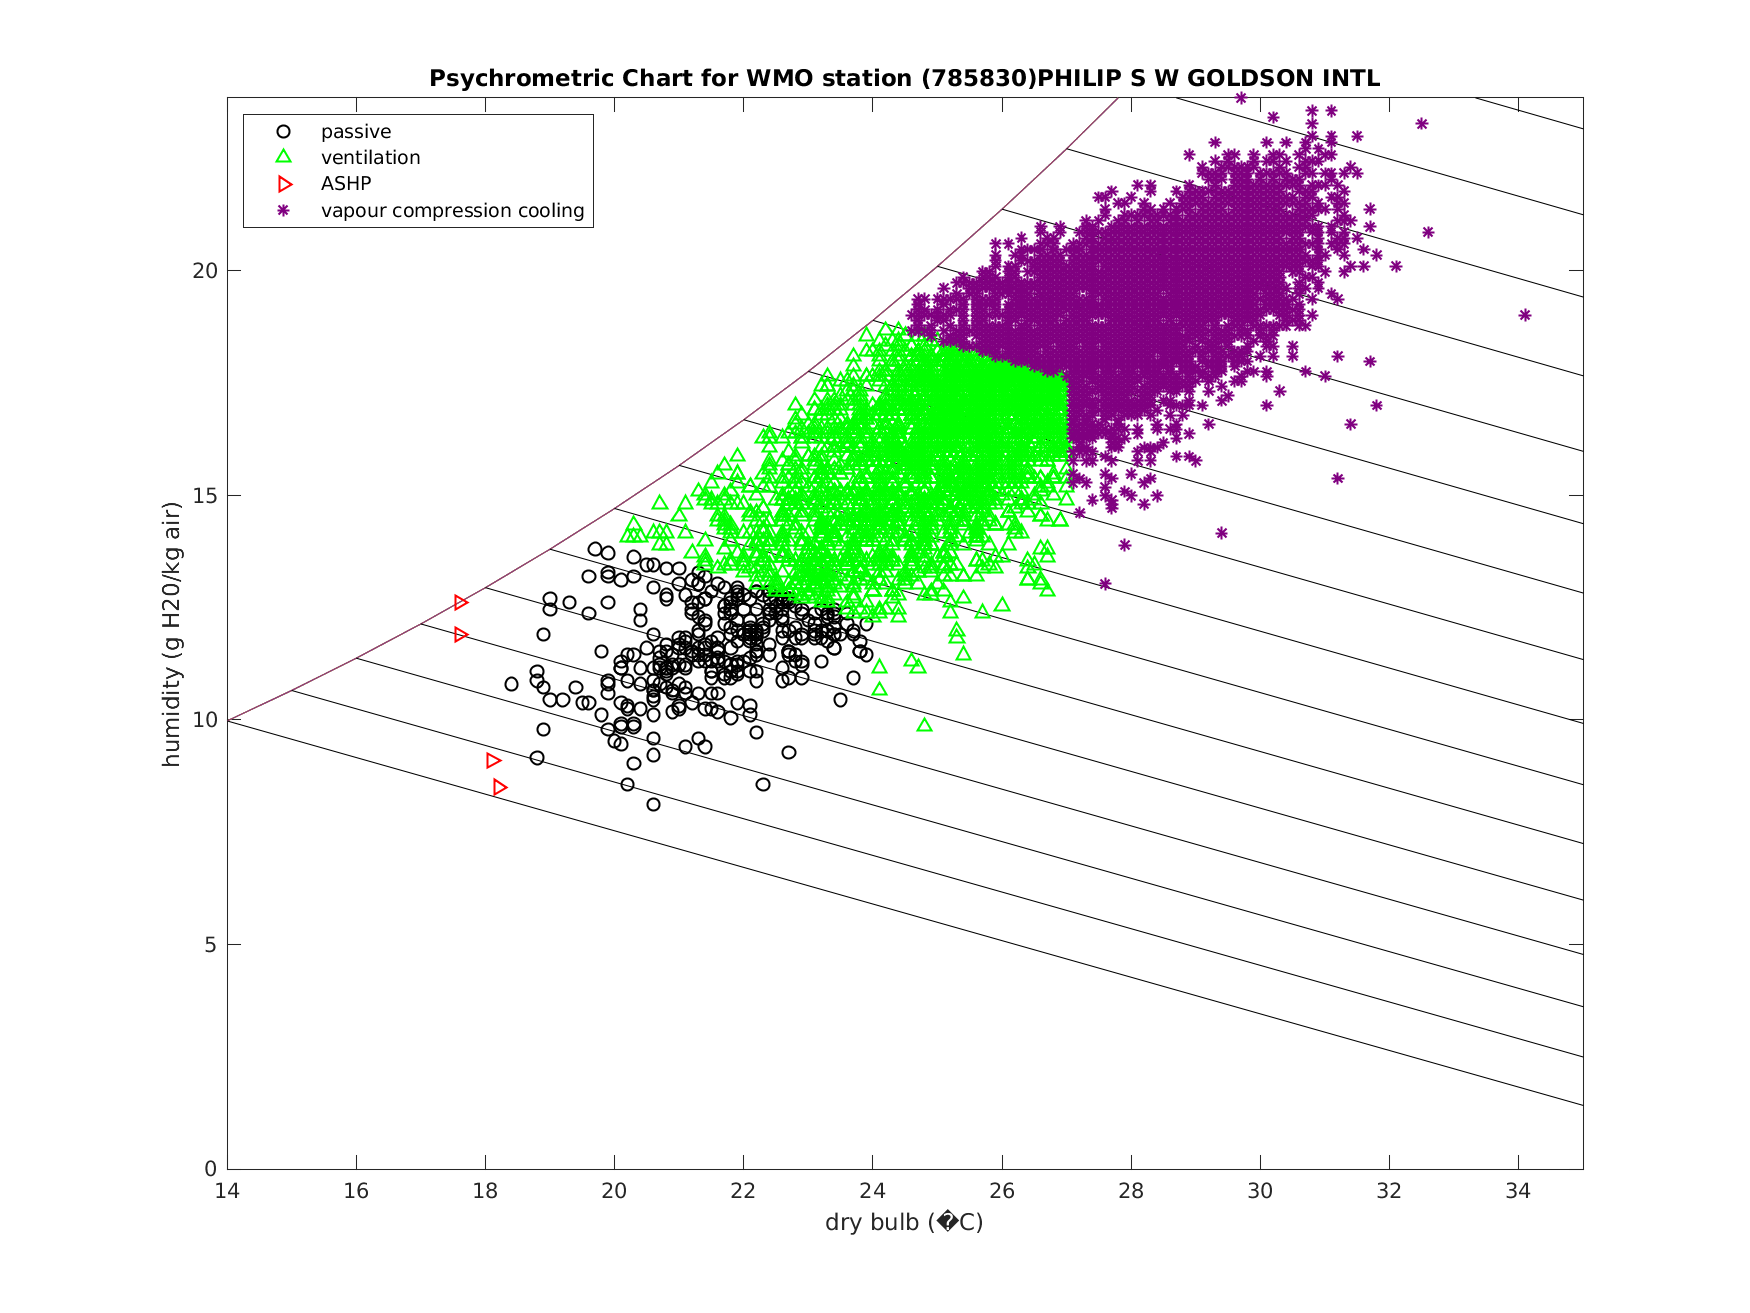 Psychrometric Chart for WMO station (785830)PHILIP S W GOLDSON INTL
passive
ventilation
ASHP
vapour compression cooling
humidity (g H20/kg air)
20
15
10
5
0
14 16 18 20 22 24 26 28 30 32 34
dry bulb (�C)